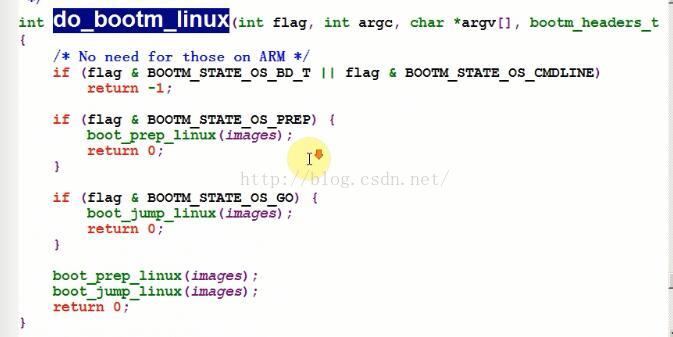 */
int do_bootm_linux(int flag, int argc, char *argv[], bootm_headers_t
{
    /* No need for those on ARM */
    if (flag & BOOTM_STATE_OS_BD_T || flag & BOOTM_STATE_OS_CMDLINE)
        return -1;

    if (flag & BOOTM_STATE_OS_PREP) {
        boot_prep_linux(images);
        return 0;
    }
http://blog.csdn.net/

    if (flag & BOOTM_STATE_OS_GO) {
        boot_jump_linux(images);
        return 0;
    }

    boot_prep_linux(images);
    boot_jump_linux(images);
    return 0;
}